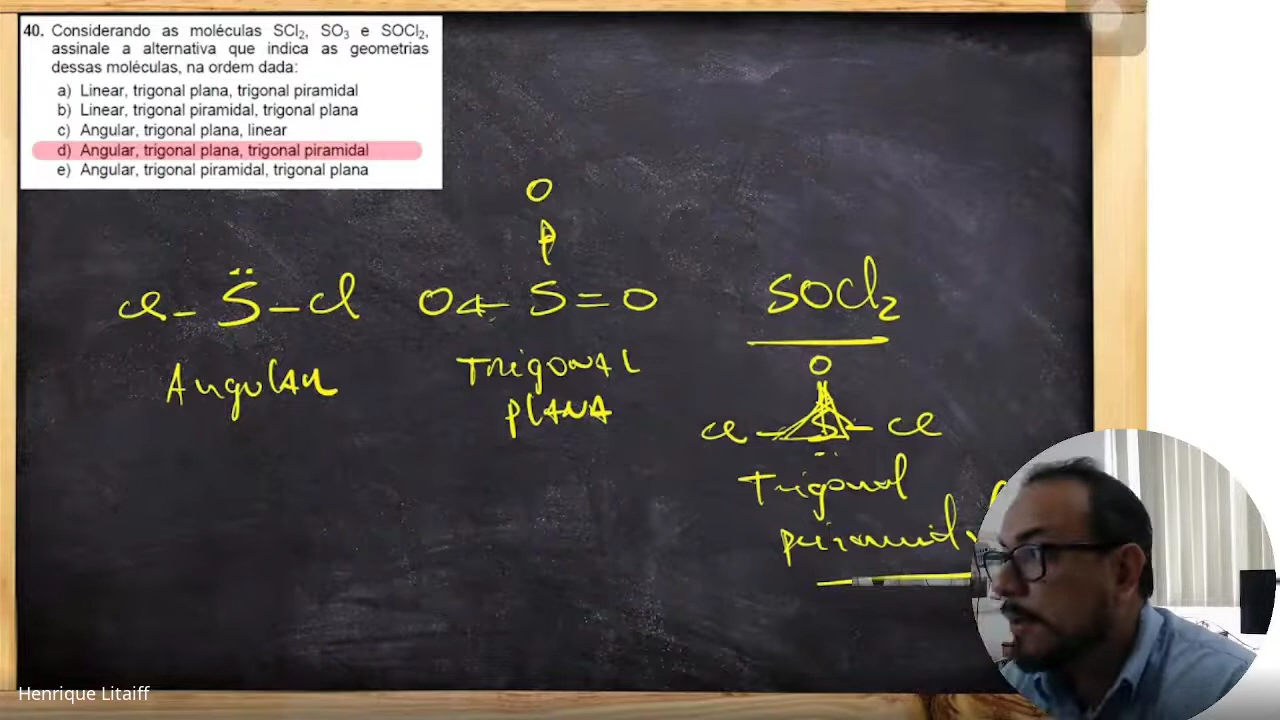 40. Considerando as moléculas SCl₂, SO₃ e SOCl₂,
assinale a alternativa que indica as geometrias
dessas moléculas, na ordem dada:
a) Linear, trigonal plana, trigonal piramidal
b) Linear, trigonal piramidal, trigonal plana
c) Angular, trigonal plana, linear
d) Angular, trigonal plana, trigonal piramidal
e) Angular, trigonal piramidal, trigonal plana
O
Cl - S - Cl
O ← S = O
SOCl₂
Angular
Trigonal
plana
O
Cl - S - Cl
Trigonal
Henrique Litaiff